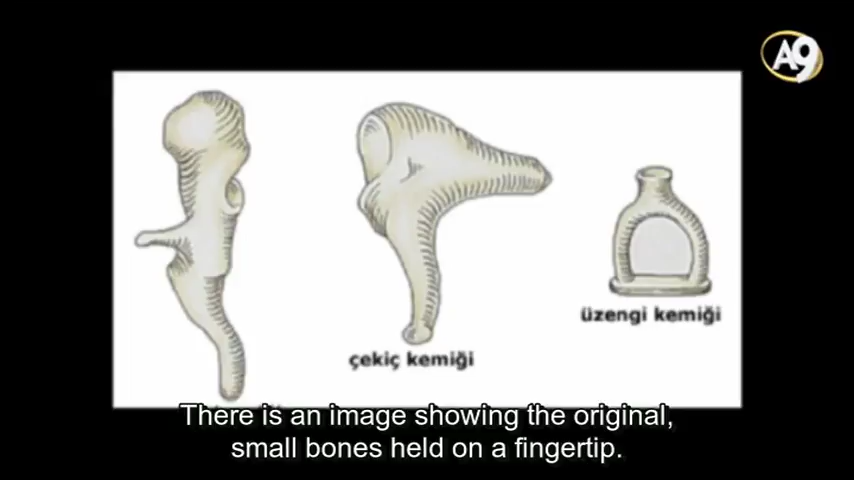 A9
üzengi kemiği
çekiç kemiği
There is an image showing the original,
small bones held on a fingertip.